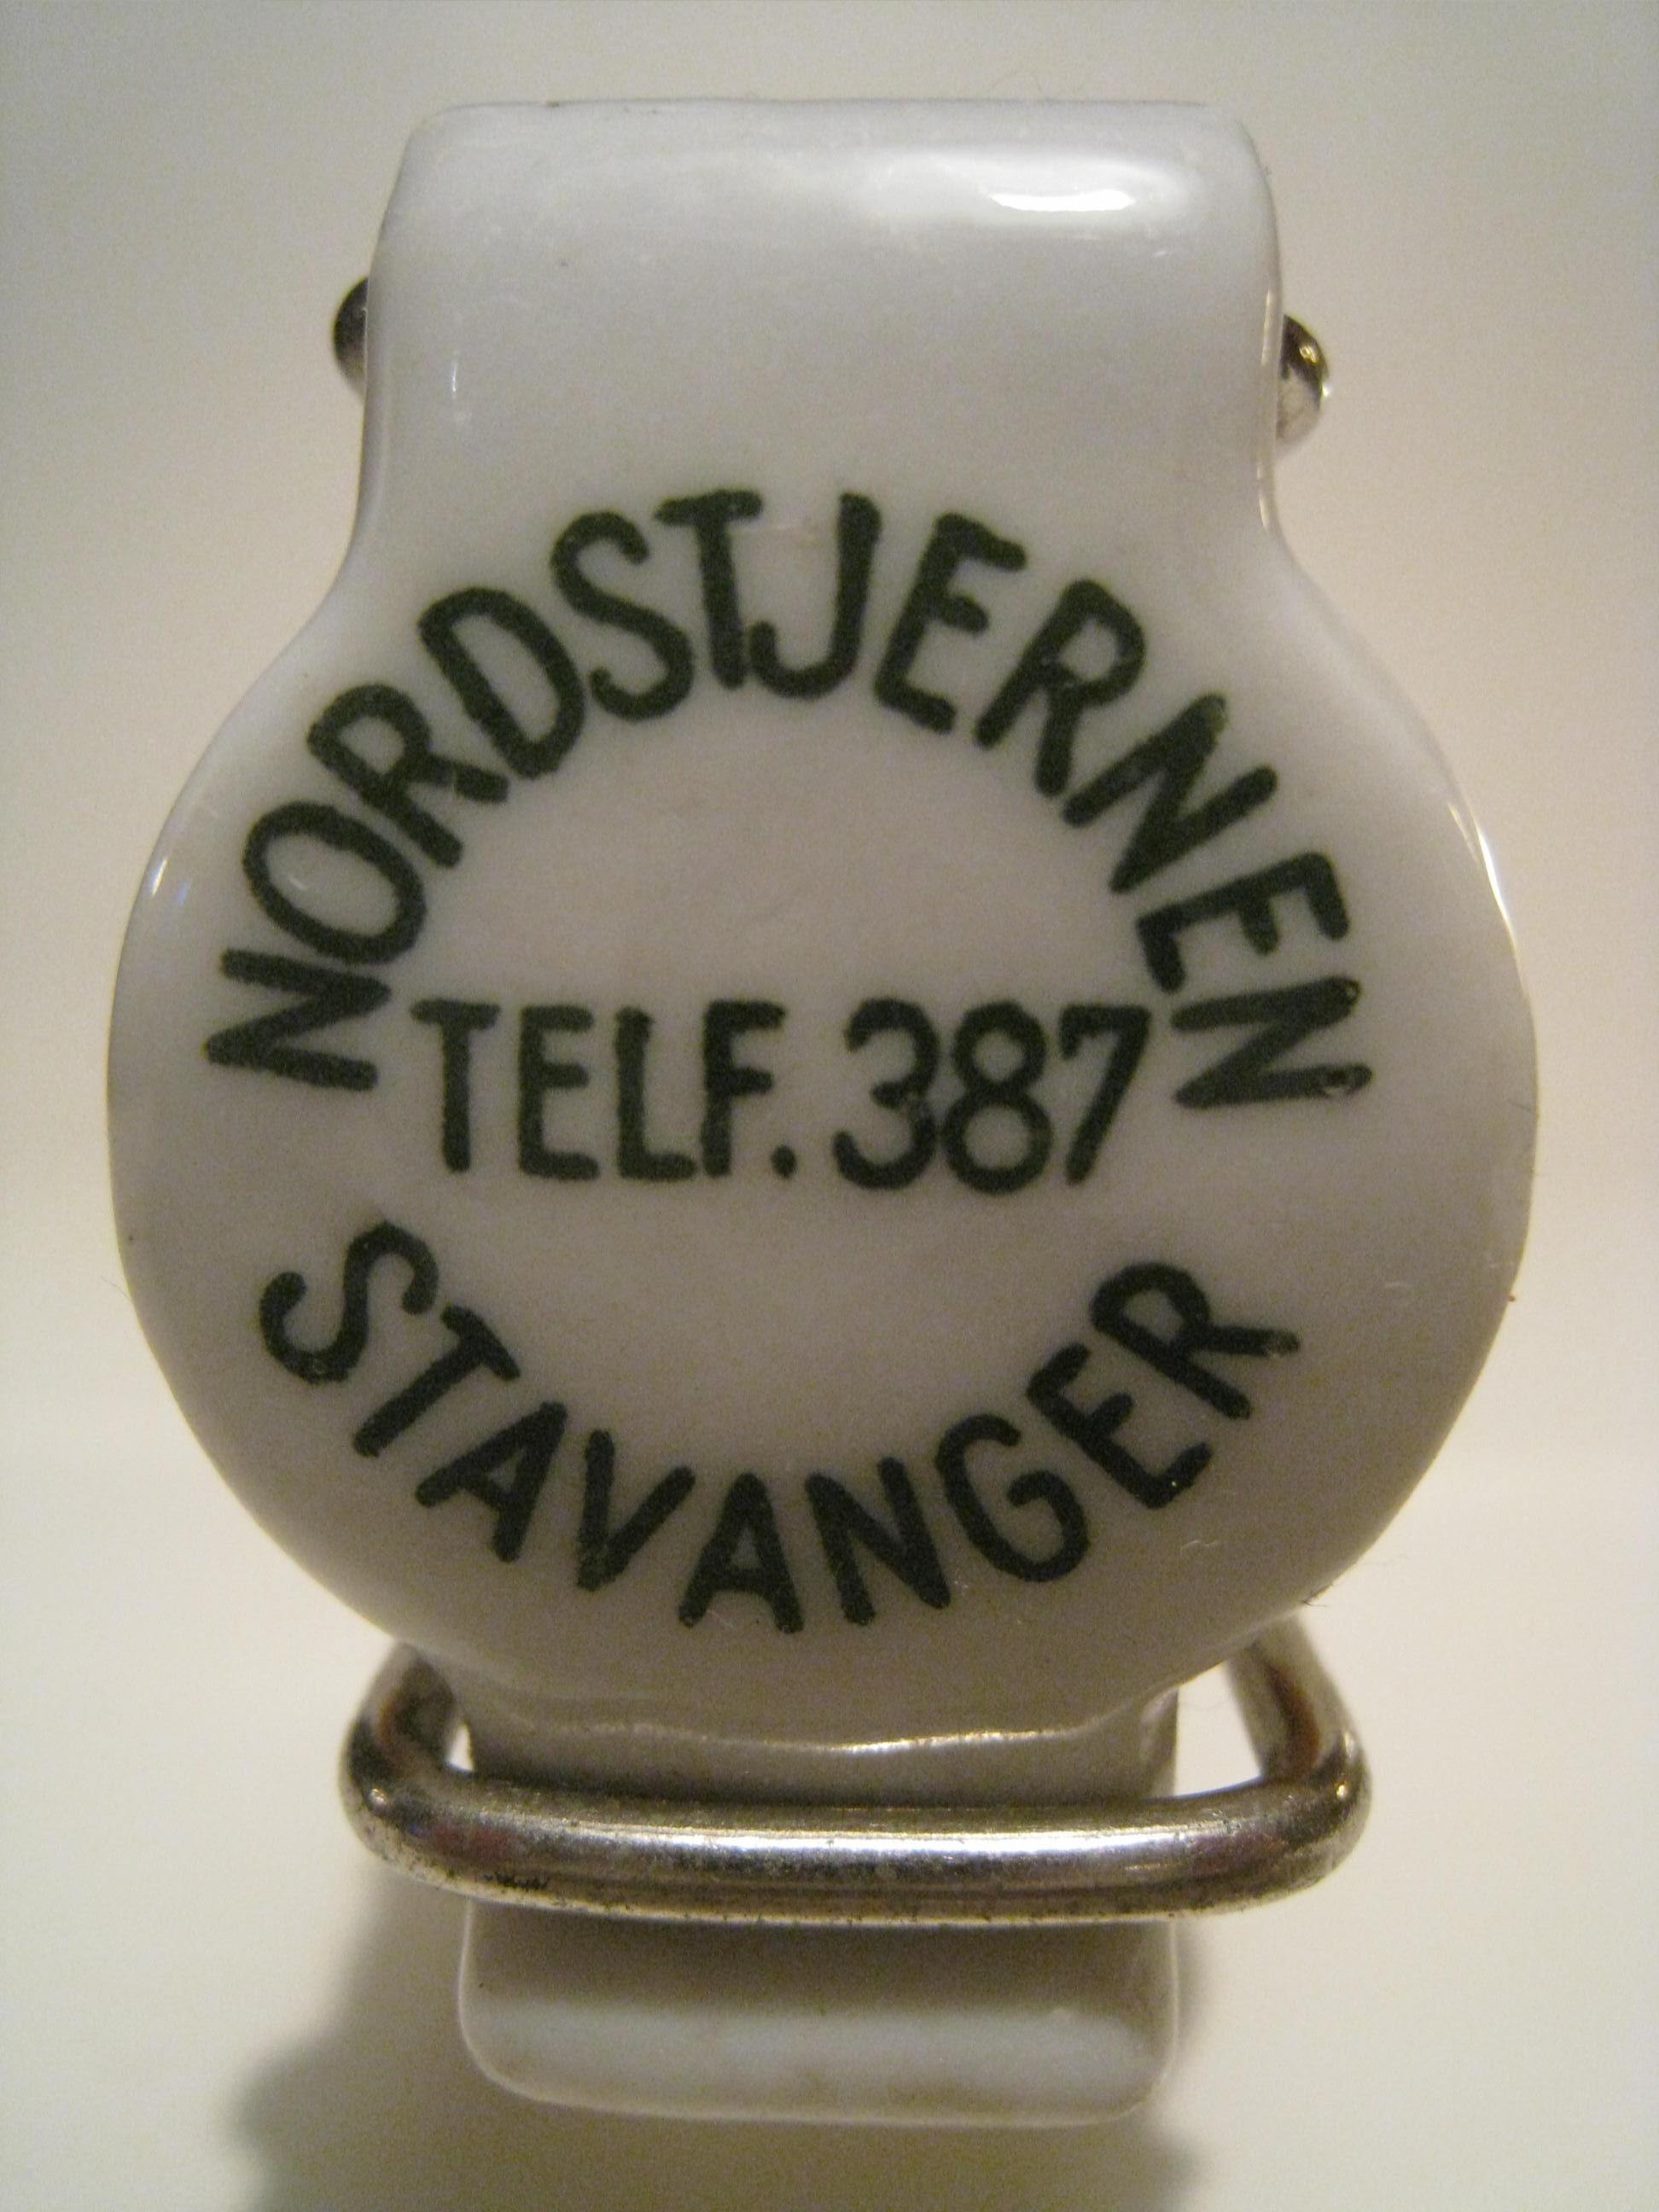 NORDSTJERNEN
TELF. 387
STAVANGER